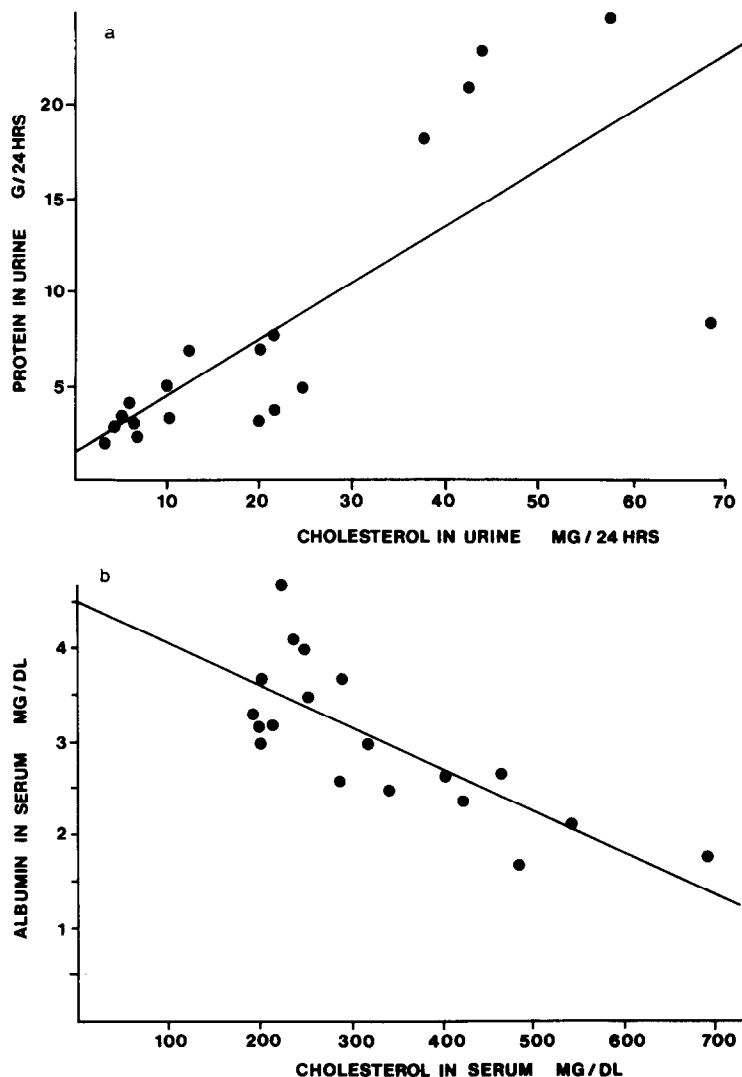 a
PROTEIN IN URINE G/24 HRS
20
15
10
5
10 20 30 40 50 60 70
CHOLESTEROL IN URINE MG/24 HRS
b
ALBUMIN IN SERUM MG/DL
4
3
2
1
100 200 300 400 500 600 700
CHOLESTEROL IN SERUM MG/DL